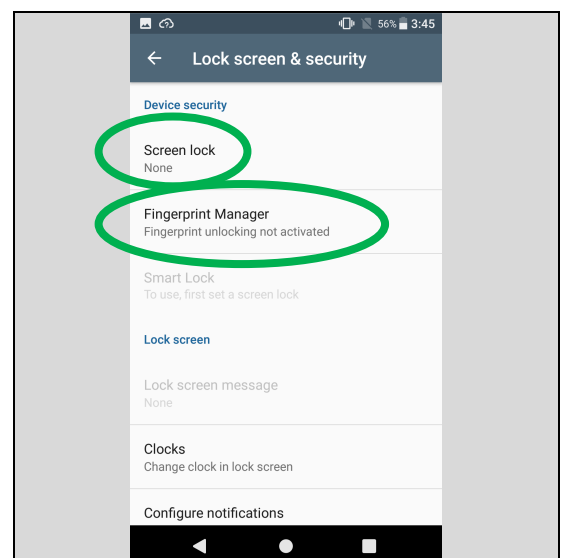 56% 3:45
Lock screen & security
Device security
Screen lock
None
Fingerprint Manager
Fingerprint unlocking not activated
Smart Lock
To use, first set a screen lock
Lock screen
Lock screen message
None
Clocks
Change clock in lock screen
Configure notifications